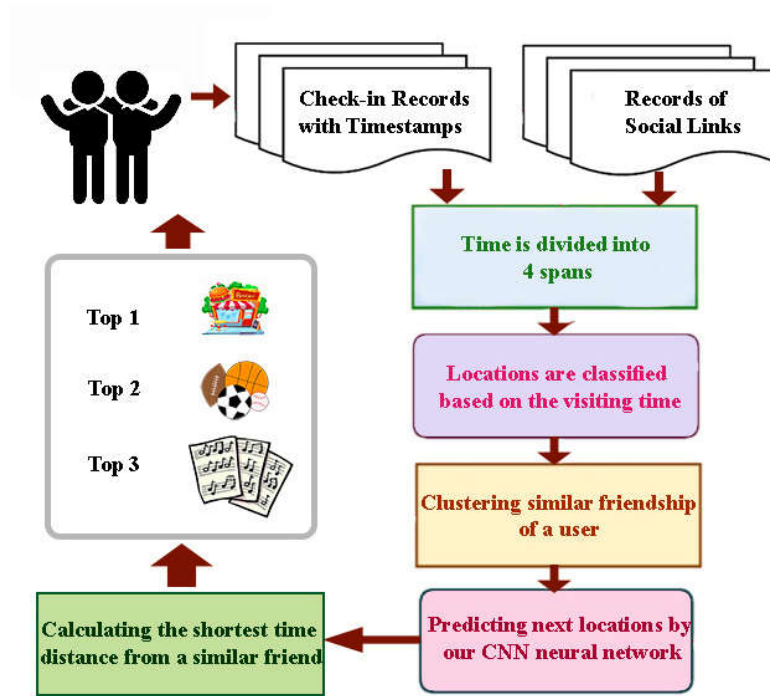 Check-in Records
with Timestamps
Records of
Social Links
Time is divided into
4 spans
Locations are classified
based on the visiting time
Clustering similar friendship
of a user
Predicting next locations by
our CNN neural network
Calculating the shortest time
distance from a similar friend
Top 1
Top 2
Top 3